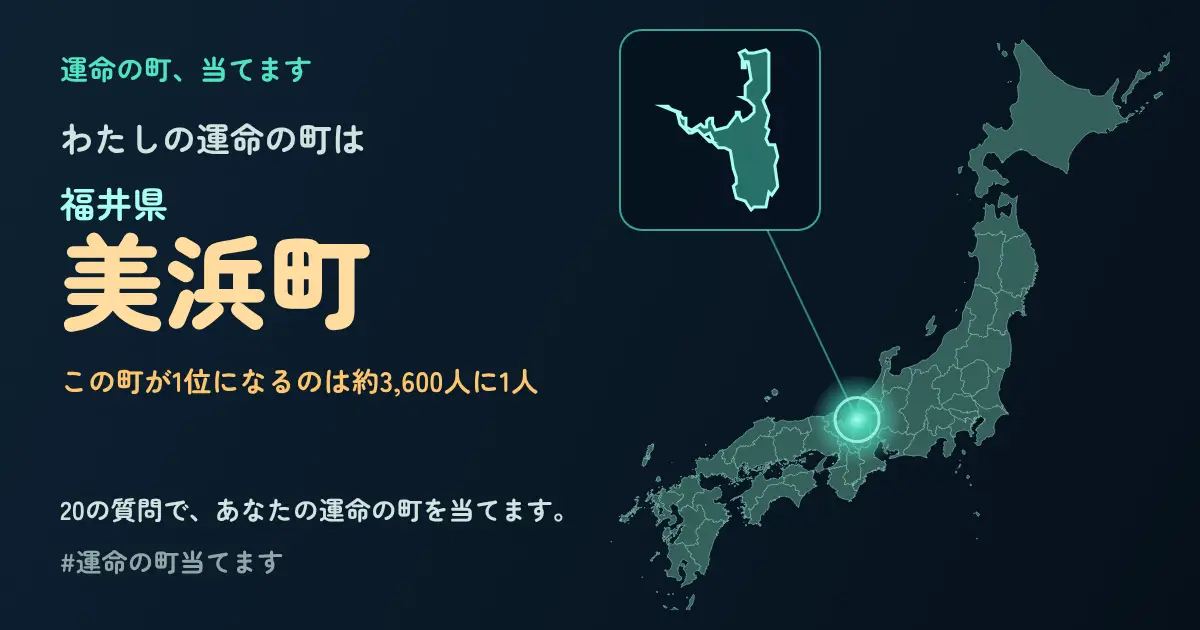 運命の町、当てます
わたしの運命の町は
福井県
美浜町
この町が1位になるのは約3,600人に1人
20の質問で、あなたの運命の町を当てます。
#運命の町当てます